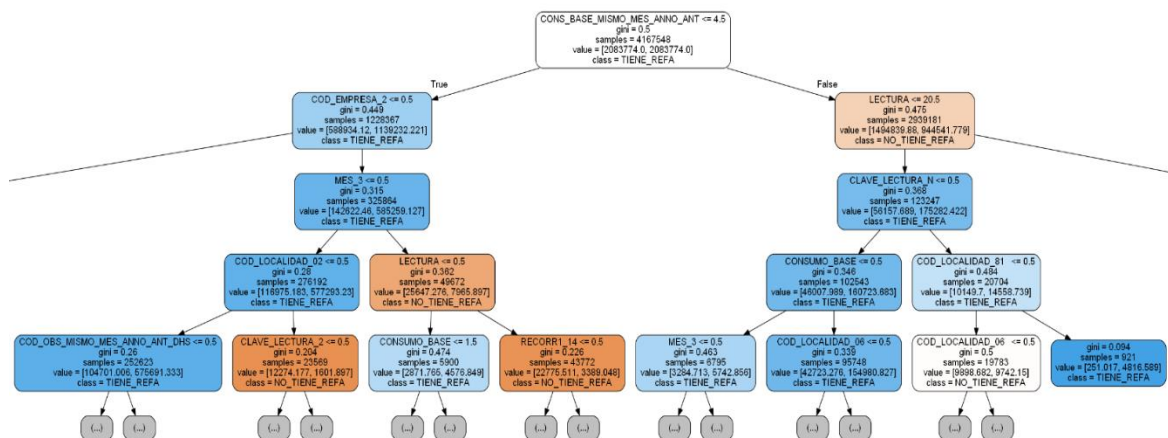 CONS_BASE_MISMO_MES_ANNO_ANT <= 4.5
gini = 0.5
samples = 4167548
value = [2083774.0, 2083774.0]
class = TIENE_REFA
True
False
COD_EMPRESA_2 <= 0.5
gini = 0.449
samples = 1228367
value = [588934.12, 1139232.221]
class = TIENE_REFA
LECTURA <= 20.5
gini = 0.475
samples = 2939181
value = [1494839.88, 944541.779]
class = NO_TIENE_REFA
MES_3 <= 0.5
gini = 0.315
samples = 325864
value = [142622.46, 585259.127]
class = TIENE_REFA
CLAVE_LECTURA_N <= 0.5
gini = 0.368
samples = 123247
value = [56157.689, 175282.422]
class = TIENE_REFA
COD_LOCALIDAD_02 <= 0.5
gini = 0.28
samples = 276192
value = [116975.183, 577293.23]
class = TIENE_REFA
LECTURA <= 0.5
gini = 0.362
samples = 49672
value = [25647.276, 7965.897]
class = NO_TIENE_REFA
CONSUMO_BASE <= 0.5
gini = 0.346
samples = 102543
value = [46007.989, 160723.683]
class = TIENE_REFA
COD_LOCALIDAD_81 <= 0.5
gini = 0.484
samples = 20704
value = [10149.7, 14558.739]
class = TIENE_REFA
COD_OBS_MISMO_MES_ANNO_ANT_DHS <= 0.5
gini = 0.26
samples = 252623
value = [104701.006, 575691.333]
class = TIENE_REFA
CLAVE_LECTURA_2 <= 0.5
gini = 0.204
samples = 23569
value = [12274.177, 1601.897]
class = NO_TIENE_REFA
CONSUMO_BASE <= 1.5
gini = 0.474
samples = 5900
value = [2871.765, 4576.849]
class = TIENE_REFA
RECORR1_14 <= 0.5
gini = 0.226
samples = 43772
value = [22775.511, 3389.048]
class = NO_TIENE_REFA
MES_3 <= 0.5
gini = 0.463
samples = 6795
value = [3284.713, 5742.856]
class = TIENE_REFA
COD_LOCALIDAD_06 <= 0.5
gini = 0.339
samples = 95748
value = [42723.276, 154980.827]
class = TIENE_REFA
COD_LOCALIDAD_06 <= 0.5
gini = 0.5
samples = 19783
value = [9898.682, 9742.15]
class = NO_TIENE_REFA
gini = 0.094
samples = 921
value = [251.017, 4816.589]
class = TIENE_REFA
(...) (...) (...) (...) (...) (...) (...) (...) (...) (...) (...) (...) (...) (...)